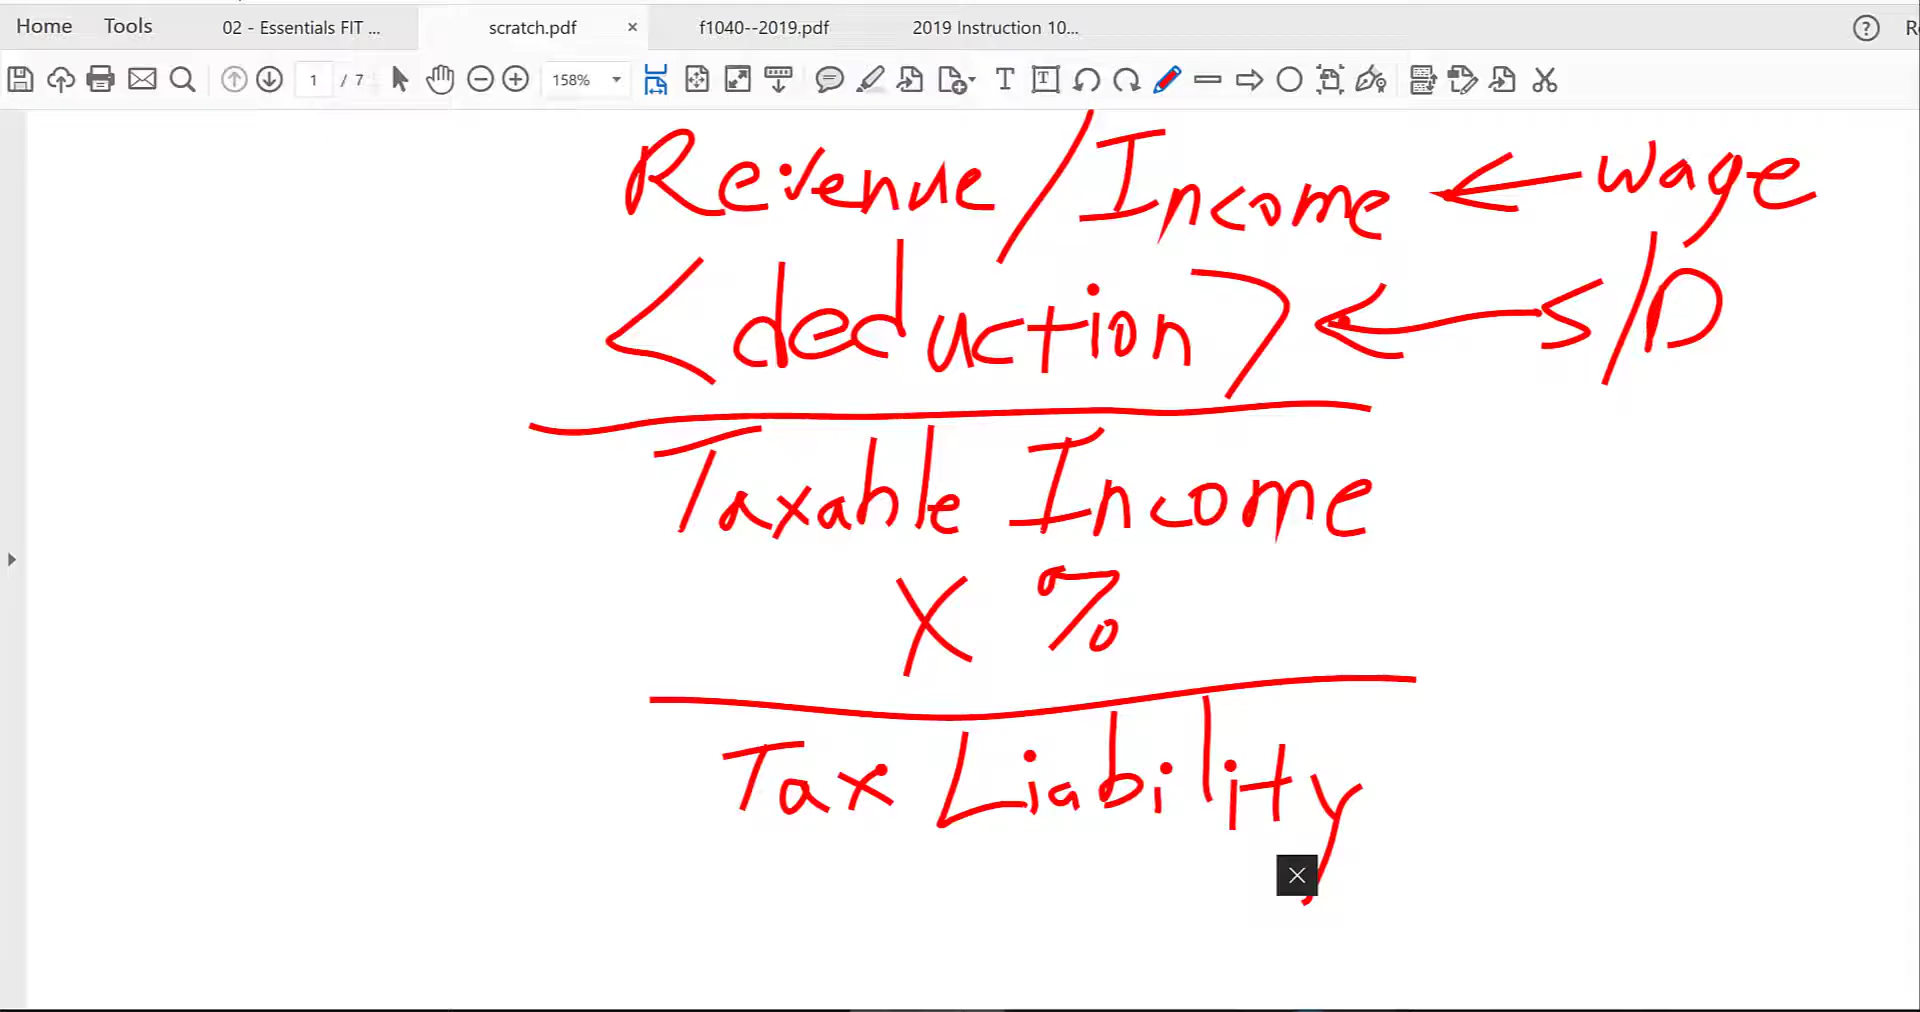 Home Tools 02 - Essentials FIT ... scratch.pdf × f1040--2019.pdf 2019 Instruction 10... ?
1 / 7 158% T T
Revenue/Income ← wage
<deduction> ← S/D
Taxable Income
X %
Tax Liability